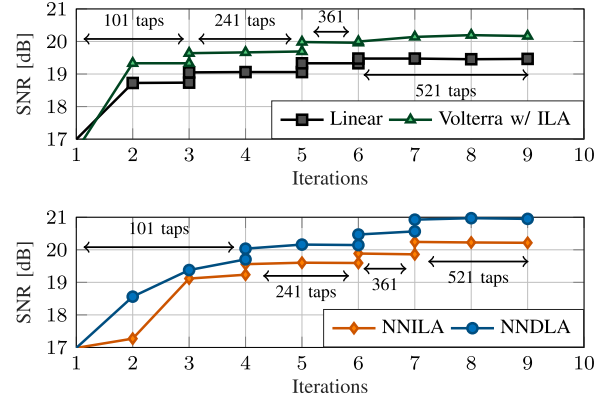 21
20
19
18
17
SNR [dB]
101 taps
241 taps
361
521 taps
Linear
Volterra w/ ILA
1 2 3 4 5 6 7 8 9 10
Iterations
21
20
19
18
17
SNR [dB]
101 taps
241 taps
361
521 taps
NNILA
NNDLA
1 2 3 4 5 6 7 8 9 10
Iterations